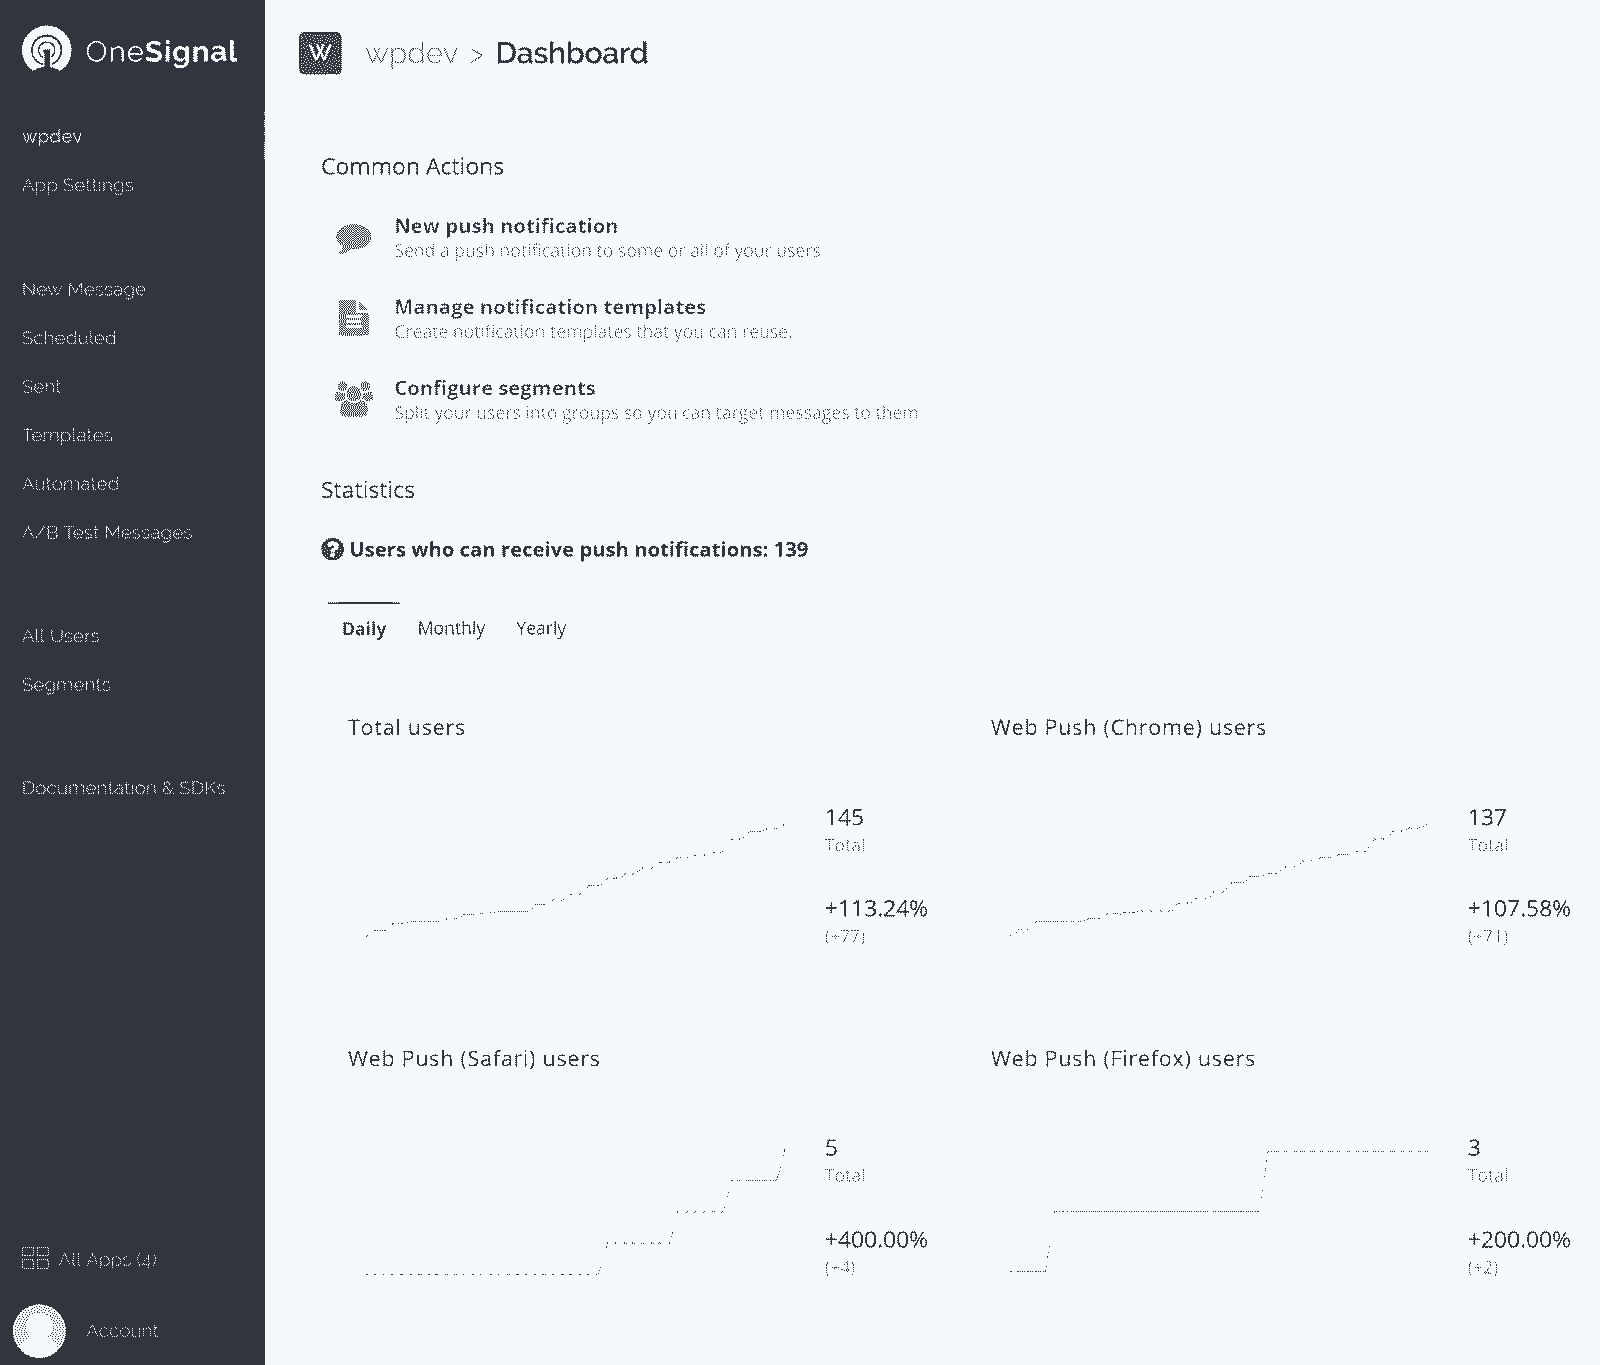 OneSignal
wpdev
App Settings
New Message
Scheduled
Sent
Templates
Automated
A/B Test Messages
All Users
Segments
Documentation & SDKs
All Apps (4)
Account
W wpdev > Dashboard
Common Actions
New push notification
Send a push notification to some or all of your users
Manage notification templates
Create notification templates that you can reuse.
Configure segments
Split your users into groups so you can target messages to them
Statistics
? Users who can receive push notifications: 139
Daily Monthly Yearly
Total users
145
Total
+113.24%
(+77)
Web Push (Chrome) users
137
Total
+107.58%
(+71)
Web Push (Safari) users
5
Total
+400.00%
(+4)
Web Push (Firefox) users
3
Total
+200.00%
(+2)